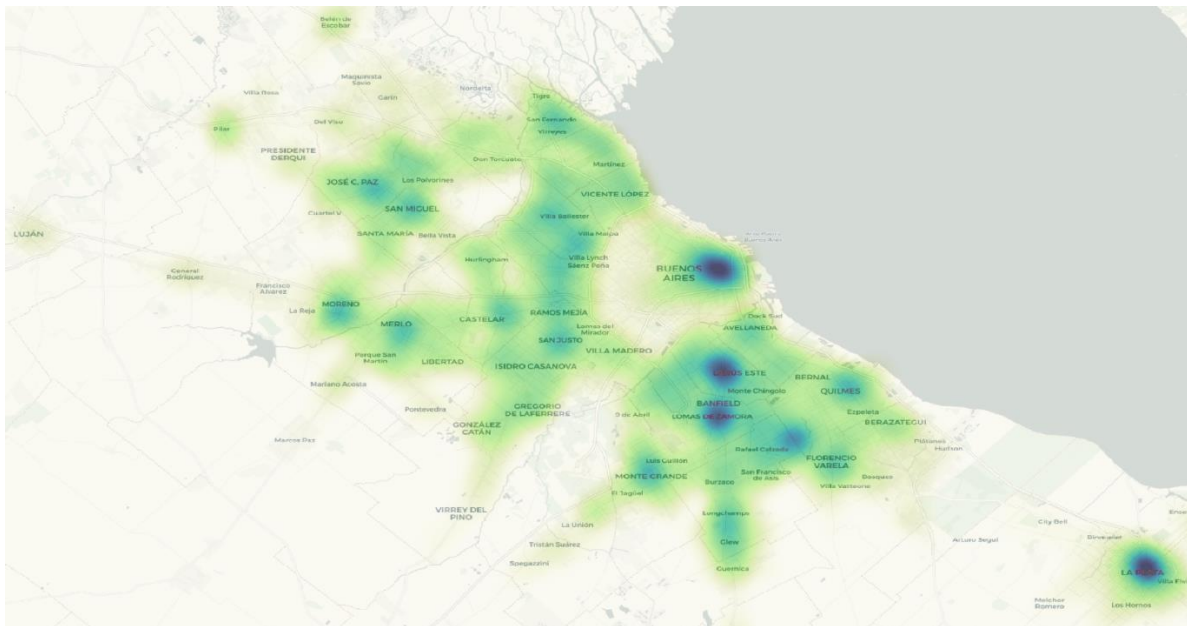 Belén de
Escobar
Maquinista
Savio
Villa Rosa
Garín
Nordelta
Tigre
Pilar
Del Viso
San Fernando
Virreyes
PRESIDENTE
DERQUI
Don Torcuato
Martínez
JOSÉ C. PAZ
Los Polvorines
VICENTE LÓPEZ
Cuartel V
SAN MIGUEL
Villa Ballester
LUJÁN
SANTA MARÍA
Bella Vista
Villa Maipú
Hurlingham
Villa Lynch
Sáenz Peña
General
Rodríguez
BUENOS
AIRES
Francisco
Álvarez
La Reja
MORENO
MERLO
CASTELAR
RAMOS MEJÍA
Lomas del
Mirador
Dock Sud
AVELLANEDA
SAN JUSTO
VILLA MADERO
Parque San
Martín
LIBERTAD
ISIDRO CASANOVA
Mariano Acosta
BERNAL
Monte Chingolo
QUILMES
Pontevedra
GREGORIO
DE LAFERRERE
9 de Abril
BANFIELD
LOMAS DE ZAMORA
Ezpeleta
BERAZATEGUI
GONZÁLEZ
CATÁN
Marcos Paz
Rafael Calzada
Plátanos
Hudson
Luis Guillón
MONTE GRANDE
San Francisco
de Asís
FLORENCIO
VARELA
Bosques
Burzaco
Villa Vatteone
El Jagüel
VIRREY DEL
PINO
Longchamps
La Unión
Glew
Tristán Suárez
Spegazzini
Guernica
City Bell
Arturo Seguí
Ringuelet
LA PLATA
Melchor
Romero
Los Hornos